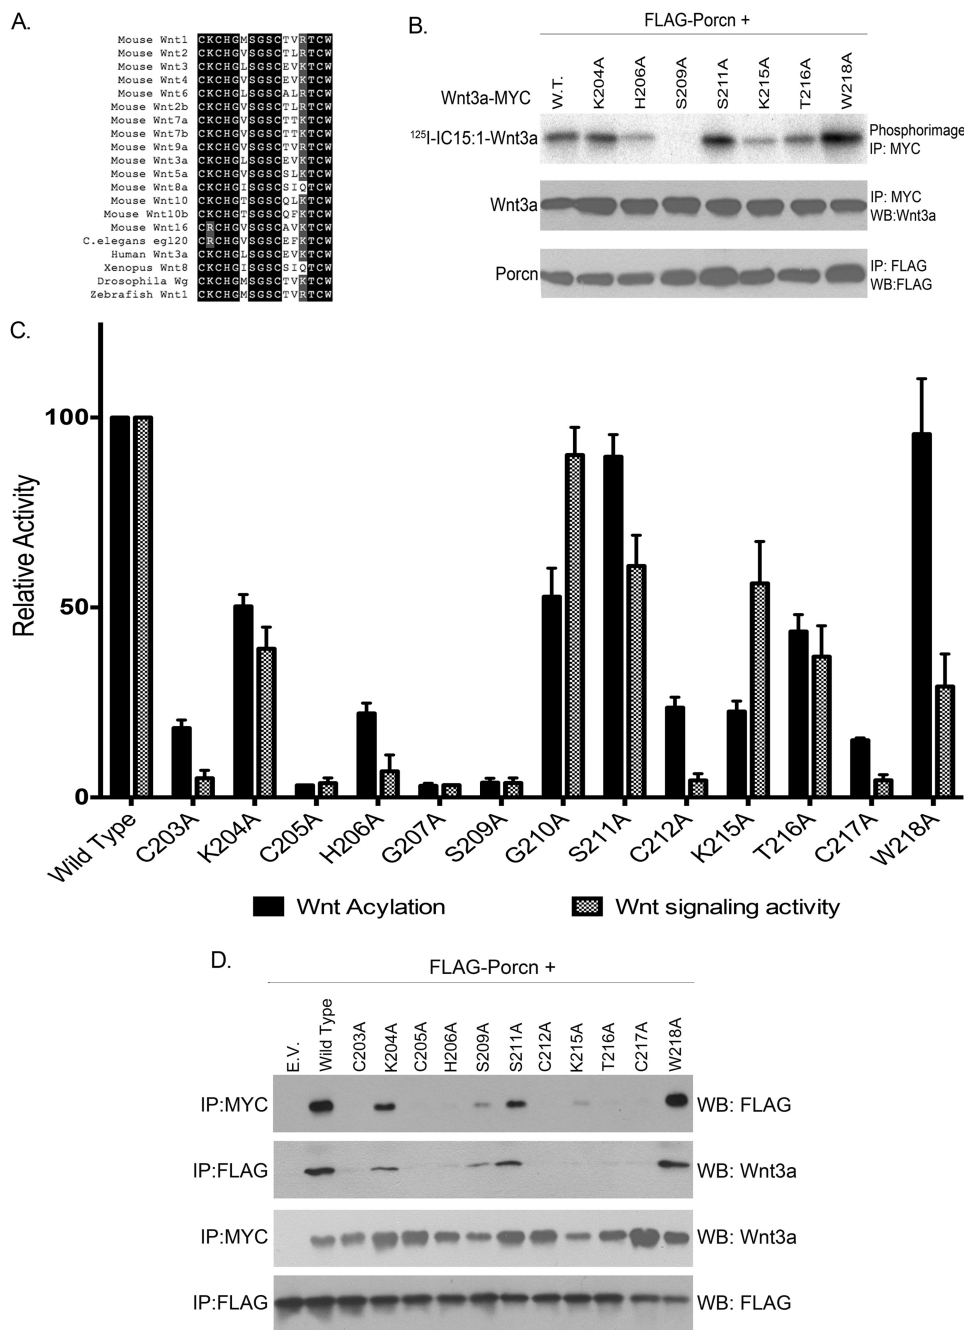 A.
Mouse Wnt1 CKCHGMSGSCTVRTCW
Mouse Wnt2 CKCHGVSGSCTLRTCW
Mouse Wnt3 CKCHGLSGSCEVKTCW
Mouse Wnt4 CKCHGVSGSCEVKTCW
Mouse Wnt6 CKCHGLSGSCALRTCW
Mouse Wnt2b CKCHGVSGSCTLRTCW
Mouse Wnt7a CKCHGVSGSCTTKTCW
Mouse Wnt7b CKCHGVSGSCTTKTCW
Mouse Wnt9a CKCHGVSGSCTVRTCW
Mouse Wnt3a CKCHGLSGSCEVKTCW
Mouse Wnt5a CKCHGVSGSCSLKTCW
Mouse Wnt8a CKCHGISGSCSIQTCW
Mouse Wnt10 CKCHGTSGSCQLKTCW
Mouse Wnt10b CKCHGTSGSCQFKTCW
Mouse Wnt16 CRCHGVSGSCAVKTCW
C.elegans egl20 CRCHGVSGSCEFKTCW
Human Wnt3a CKCHGLSGSCEVKTCW
Xenopus Wnt8 CKCHGISGSCSIQTCW
Drosophila Wg CKCHGMSGSCTVKTCW
Zebrafish Wnt1 CKCHGMSGSCTVRTCW
B.
FLAG-Porcn +
Wnt3a-MYC W.T. K204A H206A S209A S211A K215A T216A W218A
¹²⁵I-IC15:1-Wnt3a
Phosphorimage
IP: MYC
Wnt3a
IP: MYC
WB:Wnt3a
Porcn
IP: FLAG
WB:FLAG
C.
Relative Activity
100
50
0
Wild Type C203A K204A C205A H206A G207A S209A G210A S211A C212A K215A T216A C217A W218A
Wnt Acylation Wnt signaling activity
D.
FLAG-Porcn +
E.V. Wild Type C203A K204A C205A H206A S209A S211A C212A K215A T216A C217A W218A
IP:MYC WB: FLAG
IP:FLAG WB: Wnt3a
IP:MYC WB: Wnt3a
IP:FLAG WB: FLAG